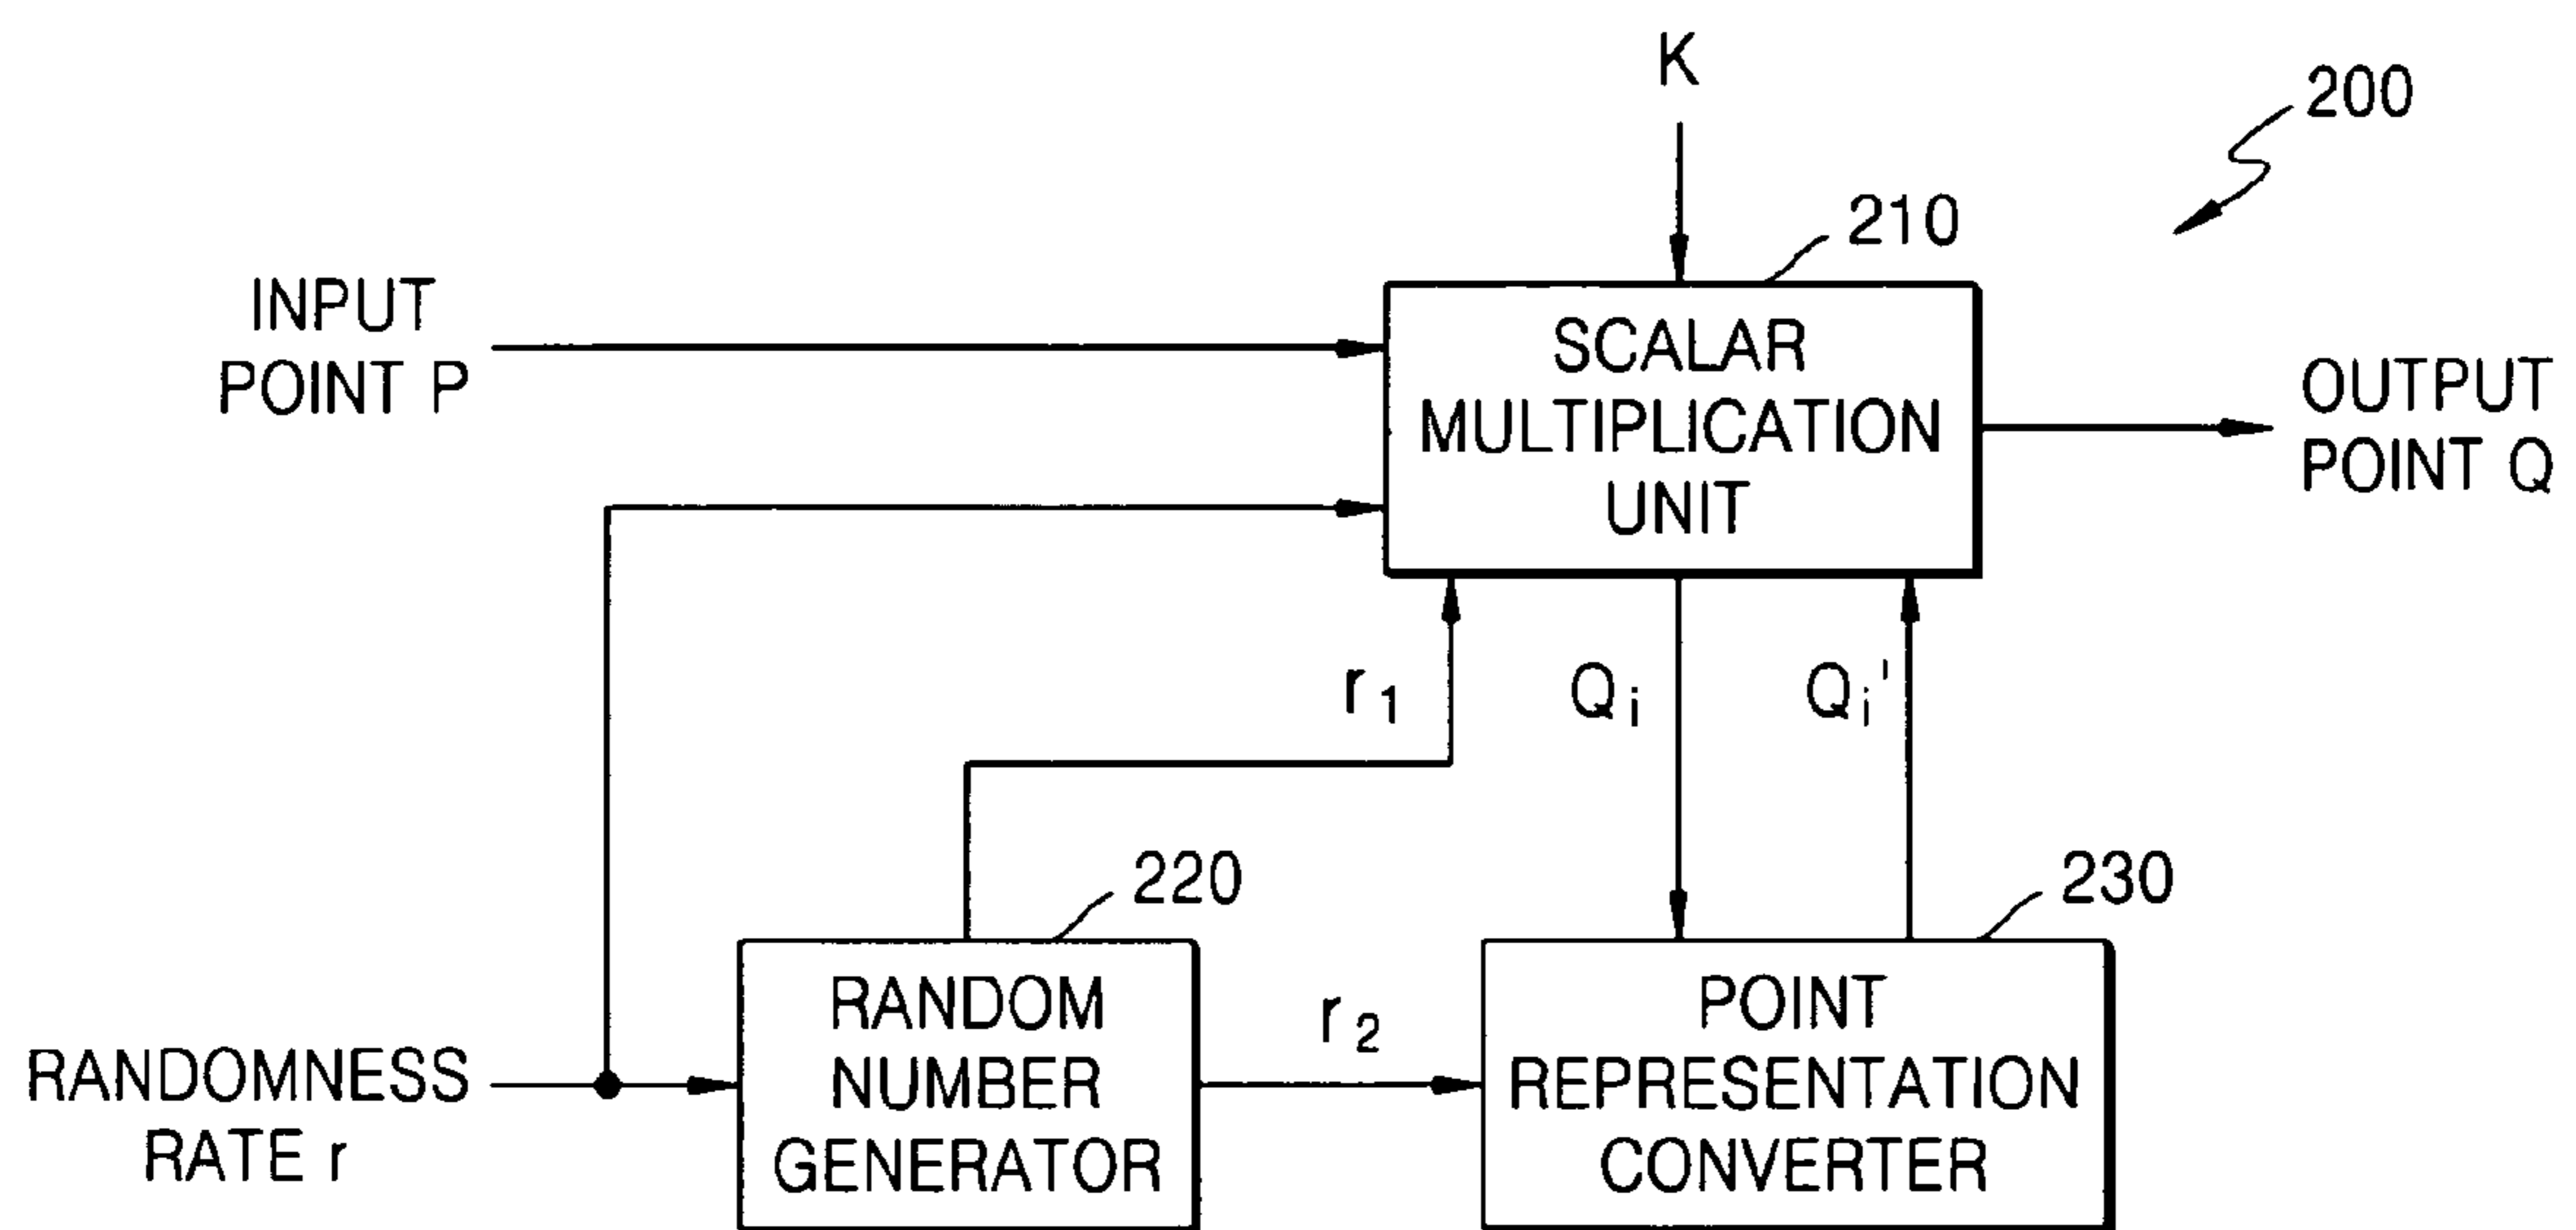 K
200
210
INPUT
POINT P
SCALAR
MULTIPLICATION
UNIT
OUTPUT
POINT Q
r1
Qi
Qi'
220
230
RANDOMNESS
RATE r
RANDOM
NUMBER
GENERATOR
r2
POINT
REPRESENTATION
CONVERTER